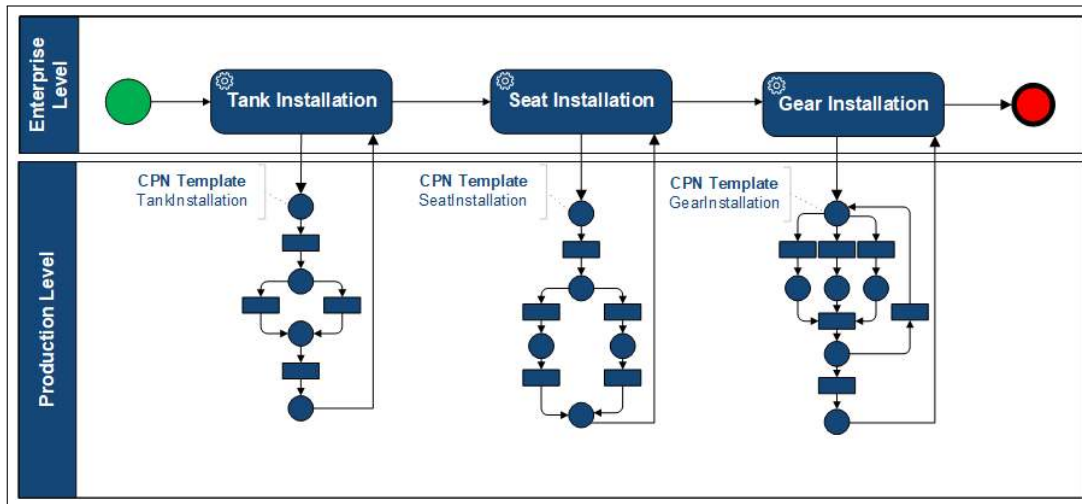 Enterprise
Level
Tank Installation
Seat Installation
Gear Installation
Production Level
CPN Template
TankInstallation
CPN Template
SeatInstallation
CPN Template
GearInstallation